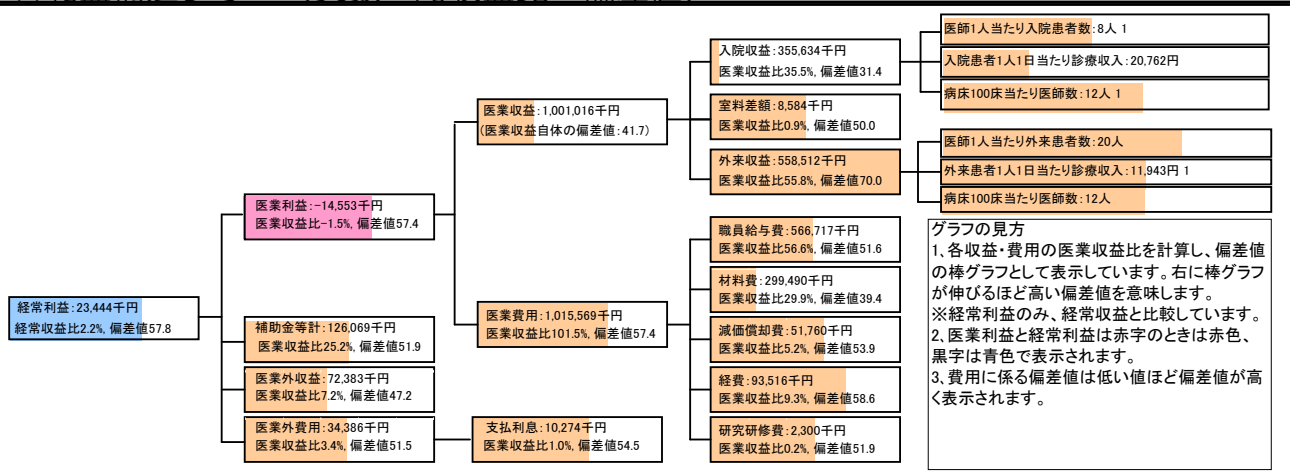 経常利益:23,444千円
経常収益比2.2%, 偏差値57.8
医業利益:-14,553千円
医業収益比-1.5%, 偏差値57.4
補助金等計:126,069千円
医業収益比25.2%, 偏差値51.9
医業外収益:72,383千円
医業収益比7.2%, 偏差値47.2
医業外費用:34,386千円
医業収益比3.4%, 偏差値51.5
医業収益:1,001,016千円
(医業収益自体の偏差値:41.7)
医業費用:1,015,569千円
医業収益比101.5%, 偏差値57.4
支払利息:10,274千円
医業収益比1.0%, 偏差値54.5
入院収益:355,634千円
医業収益比35.5%, 偏差値31.4
室料差額:8,584千円
医業収益比0.9%, 偏差値50.0
外来収益:558,512千円
医業収益比55.8%, 偏差値70.0
職員給与費:566,717千円
医業収益比56.6%, 偏差値51.6
材料費:299,490千円
医業収益比29.9%, 偏差値39.4
減価償却費:51,760千円
医業収益比5.2%, 偏差値53.9
経費:93,516千円
医業収益比9.3%, 偏差値58.6
研究研修費:2,300千円
医業収益比0.2%, 偏差値51.9
医師1人当たり入院患者数:8人 1
入院患者1人1日当たり診療収入:20,762円
病床100床当たり医師数:12人 1
医師1人当たり外来患者数:20人
外来患者1人1日当たり診療収入:11,943円 1
病床100床当たり医師数:12人
グラフの見方
1、各収益・費用の医業収益比を計算し、偏差値
の棒グラフとして表示しています。右に棒グラフ
が伸びるほど高い偏差値を意味します。
※経常利益のみ、経常収益と比較しています。
2、医業利益と経常利益は赤字のときは赤色、
黒字は青色で表示されます。
3、費用に係る偏差値は低い値ほど偏差値が高
く表示されます。